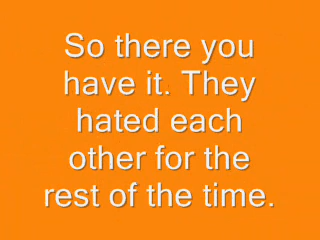 So there you
have it. They
hated each
other for the
rest of the time.